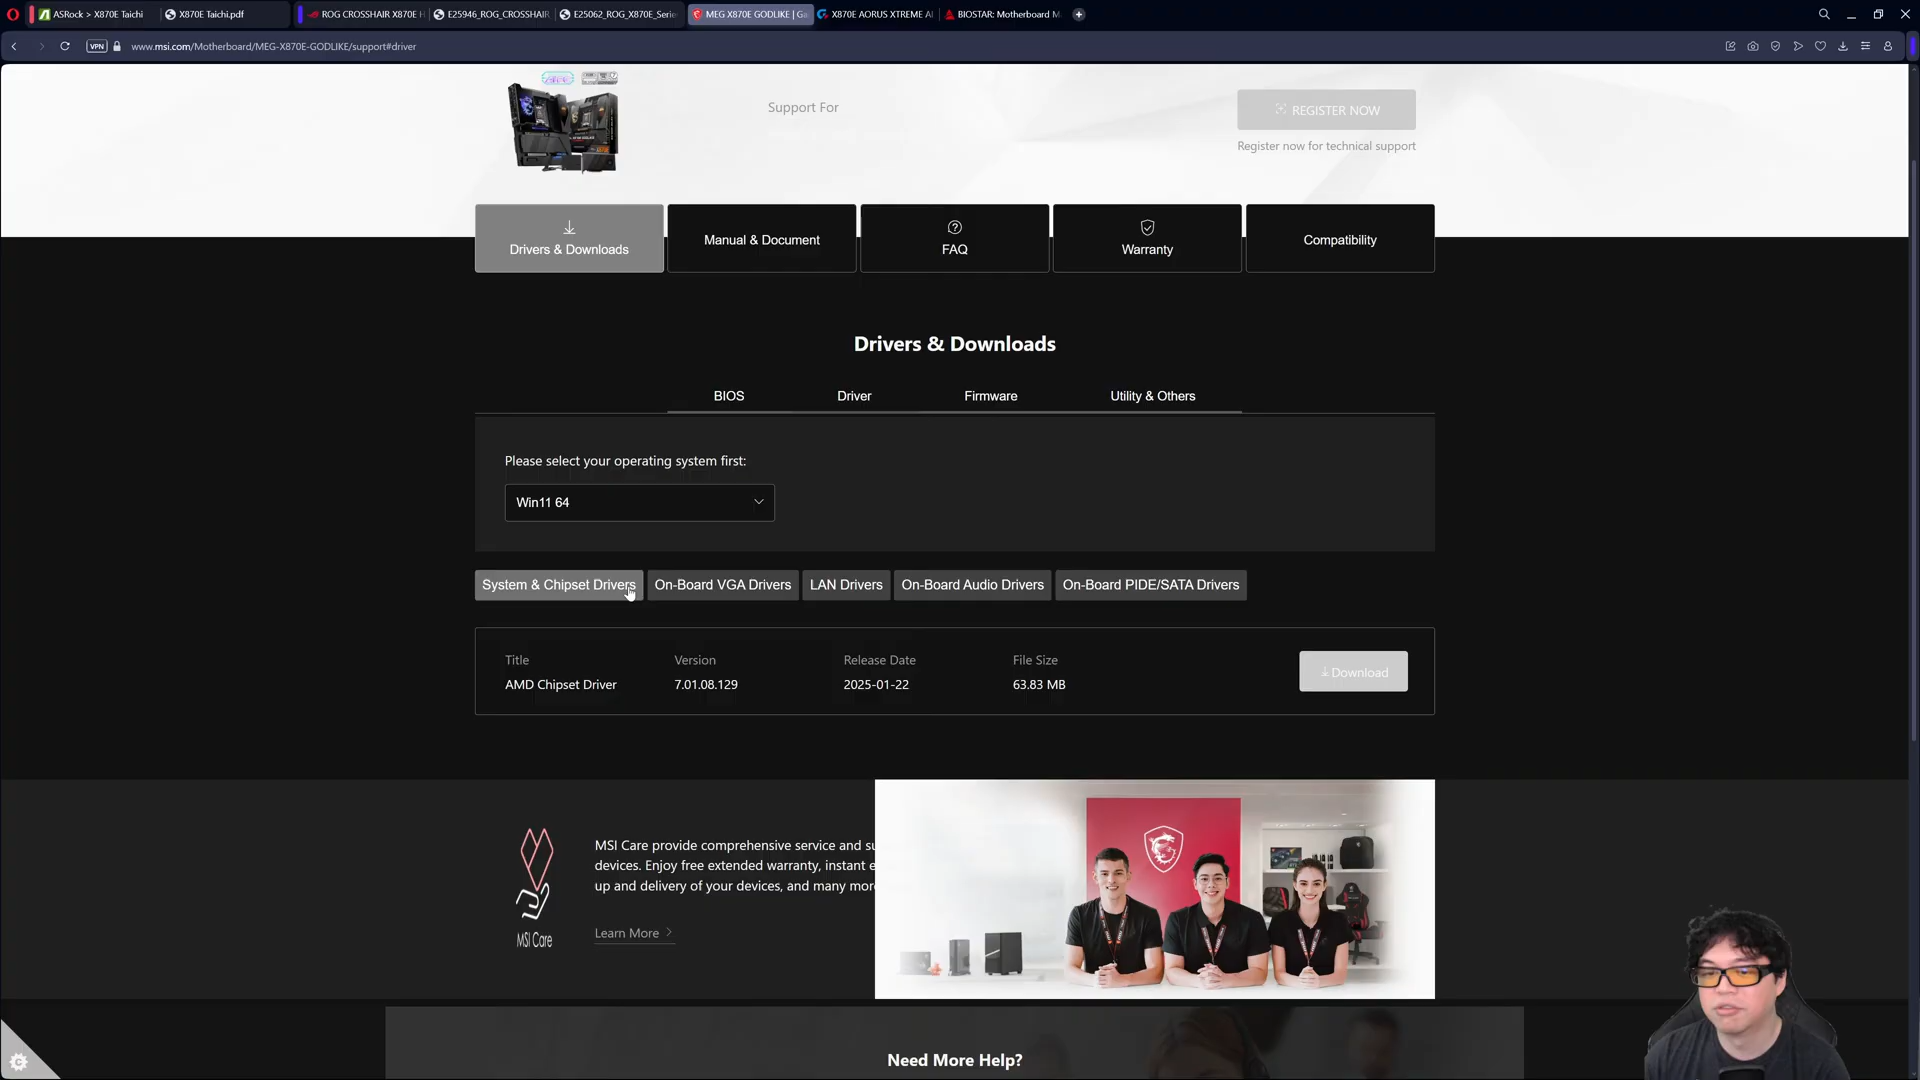 ASRock > X870E Taichi
X870E Taichi.pdf
ROG CROSSHAIR X870E H
E25946_ROG_CROSSHAIR
E25062_ROG_X870E_Serie
MEG X870E GODLIKE | Ga
X870E AORUS XTREME AI
BIOSTAR: Motherboard M
VPN
www.msi.com/Motherboard/MEG-X870E-GODLIKE/support#driver
Support For
REGISTER NOW
Register now for technical support
Drivers & Downloads
Manual & Document
FAQ
Warranty
Compatibility
Drivers & Downloads
BIOS
Driver
Firmware
Utility & Others
Please select your operating system first:
Win11 64
System & Chipset Drivers
On-Board VGA Drivers
LAN Drivers
On-Board Audio Drivers
On-Board PIDE/SATA Drivers
Title
Version
Release Date
File Size
AMD Chipset Driver
7.01.08.129
2025-01-22
63.83 MB
Download
MSI Care provide comprehensive service and su
devices. Enjoy free extended warranty, instant e
up and delivery of your devices, and many more
MSI Care
Learn More
Need More Help?